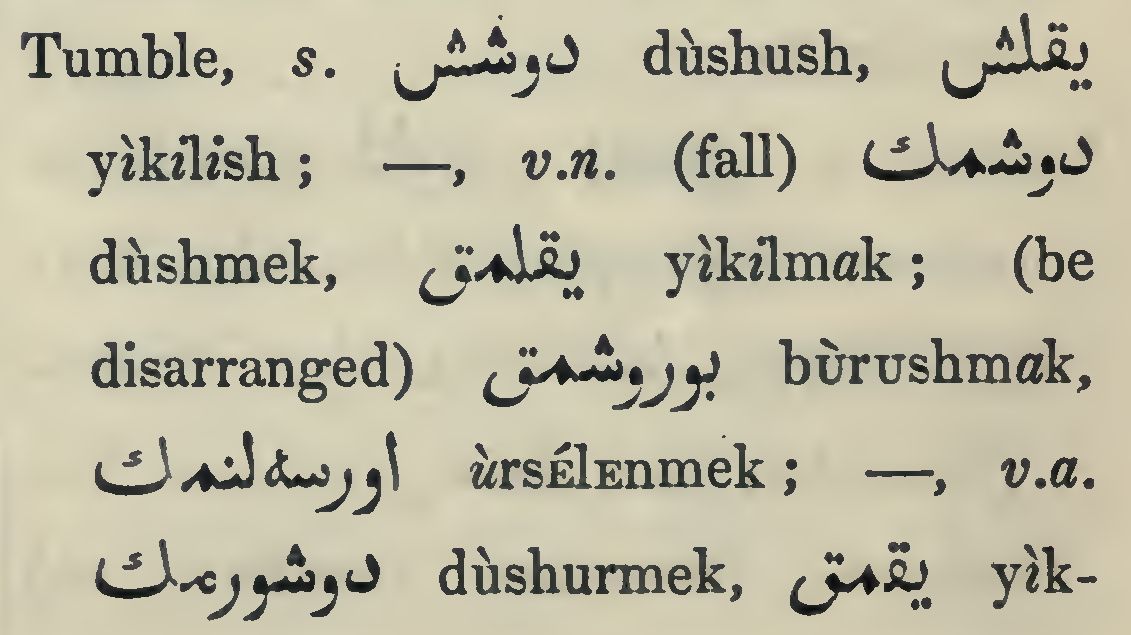 Tumble, s. دوشش dùshush, يقلش
yìkilish ; —, v.n. (fall) دوشمك
dùshmek, يقلمق yìkilmak ; (be
disarranged) بوروشمق bùrushmak,
اورسەلنمك ùrsÉlEnmek ; —, v.a.
دوشورمك dùshurmek, يقمق yìk-